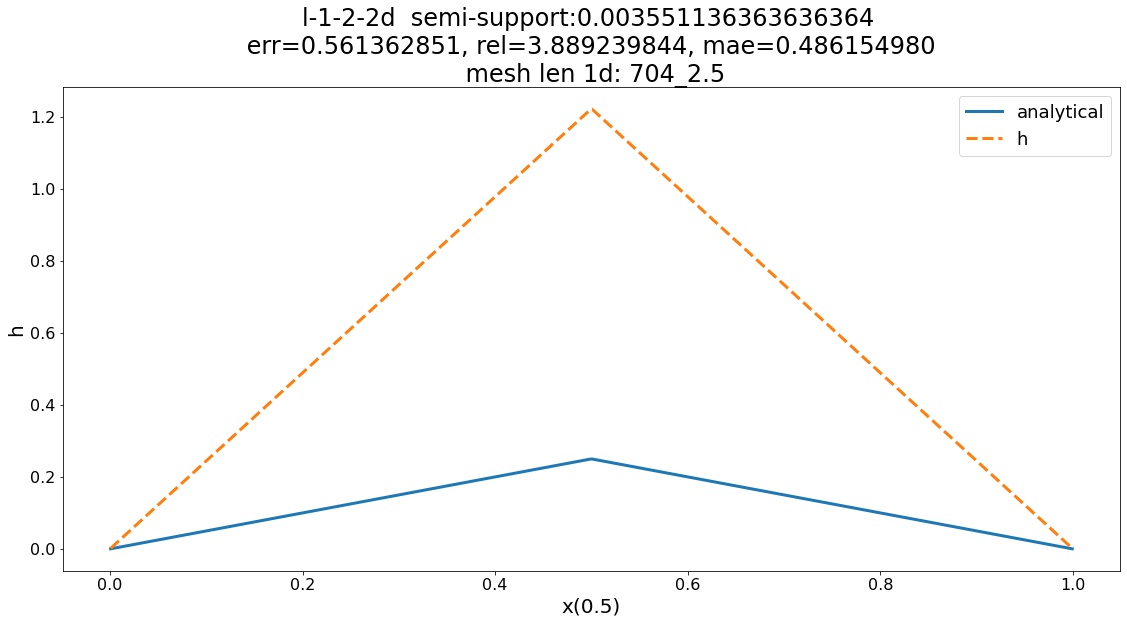 l-1-2-2d  semi-support:0.003551136363636364
err=0.561362851, rel=3.889239844, mae=0.486154980
mesh len 1d: 704_2.5
analytical
h
1.2
1.0
0.8
0.6
0.4
0.2
0.0
h
0.0
0.2
0.4
0.6
0.8
1.0
x(0.5)